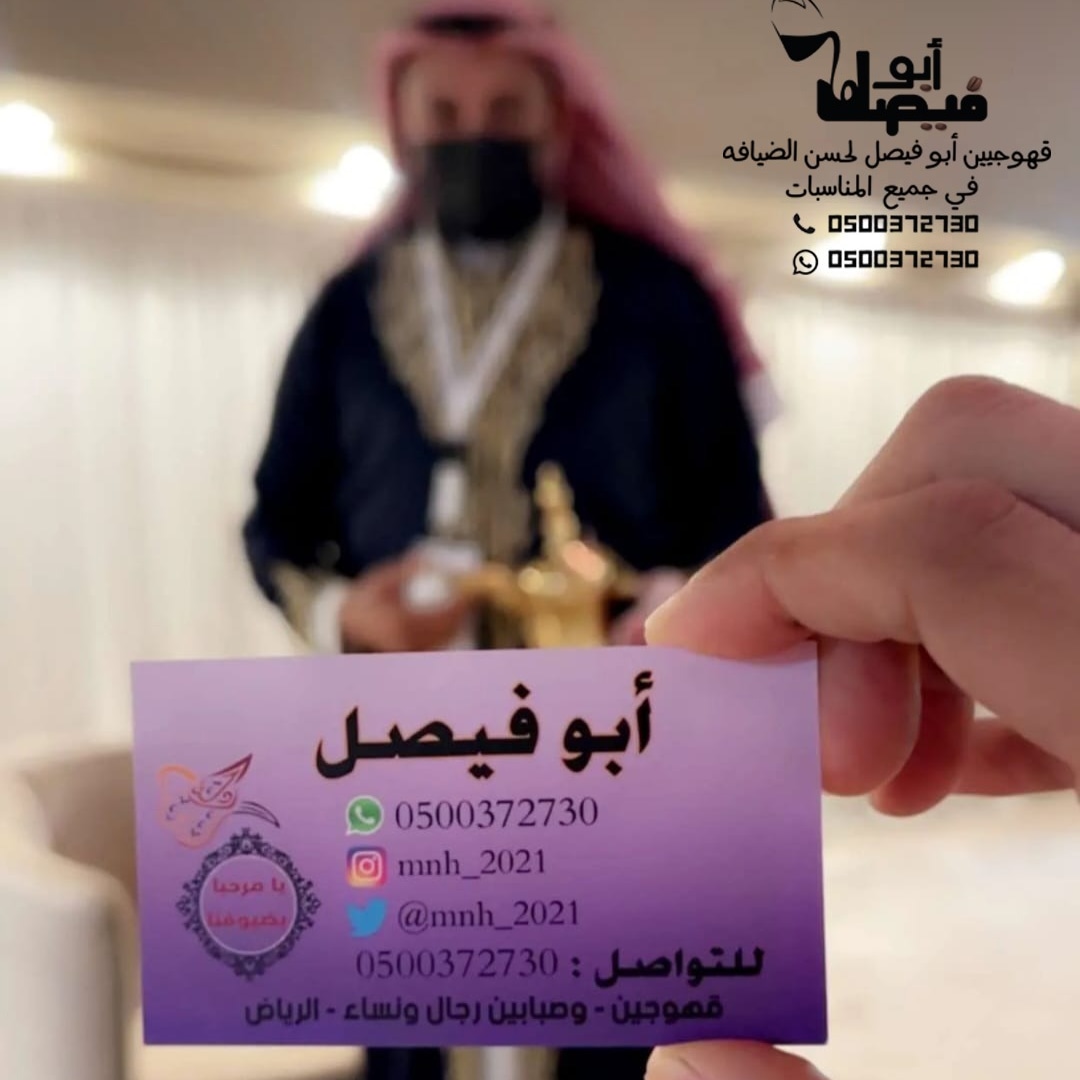 أبو فيصل
قهوجيين أبو فيصل لحسن الضيافه
في جميع المناسبات
0500372730
0500372730
أبو فيصل
0500372730
mnh_2021
@mnh_2021
للتواصل : 0500372730
قهوجين - وصبابين رجال ونساء - الرياض
يا مرحبا
بضيوفنا